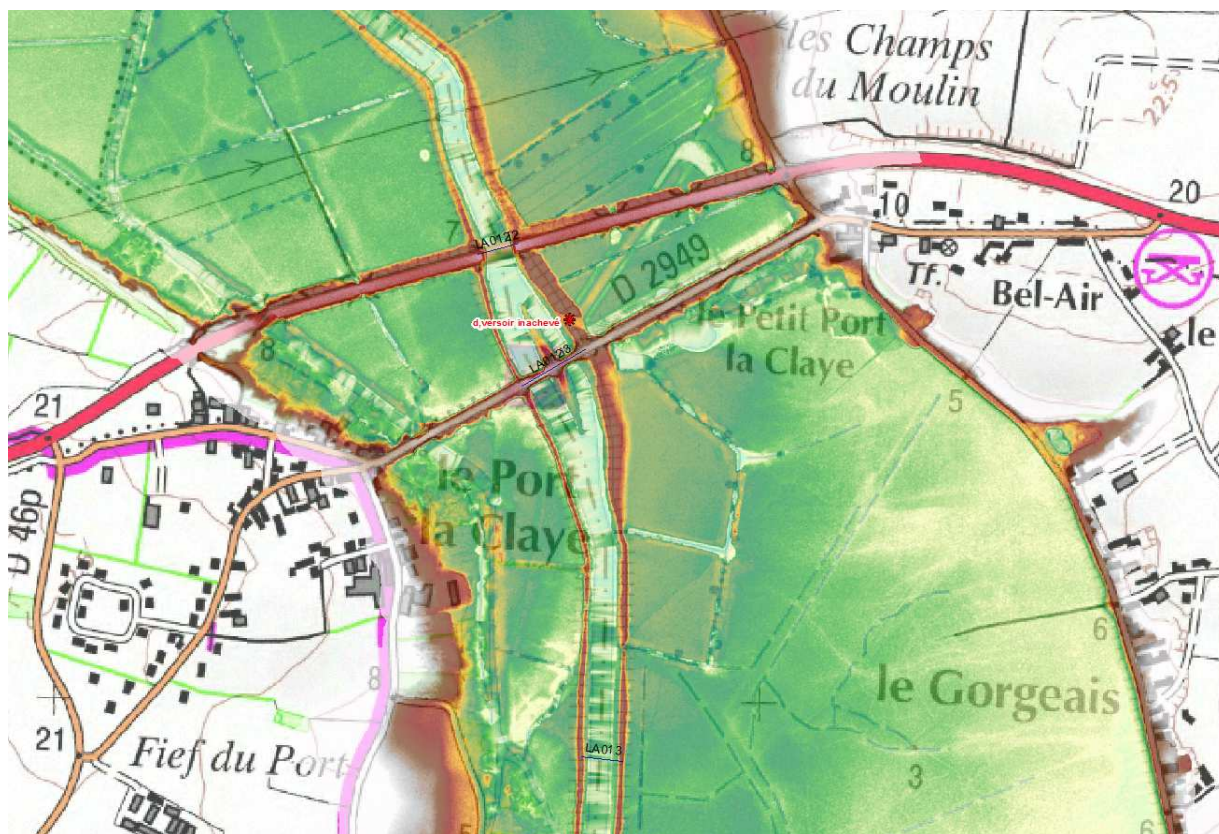 les Champs
du Moulin
22.5
8
20
10
7
LA0122
D 2949
Tf.
Bel-Air
d,versoir inachevé
le Petit Port
la Claye
le
LA0123
8
5
21
le Port
la Claye
D 46p
6
le Gorgeais
8
21
LA013
Fief du Port
3
5
6